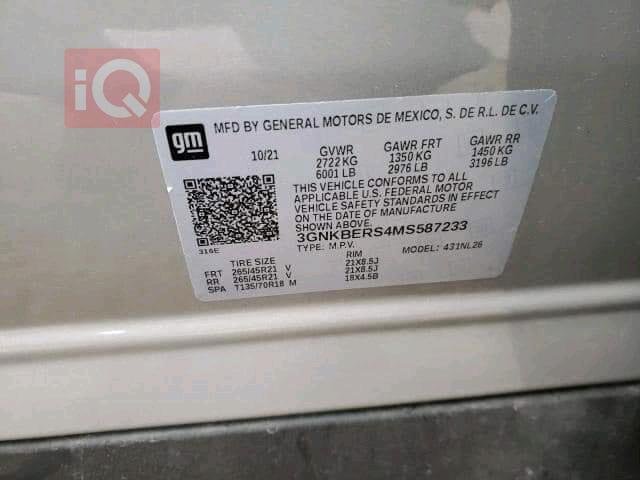 iQ
gm
MFD BY GENERAL MOTORS DE MEXICO, S. DE R.L. DE C.V.
10/21 GVWR GAWR FRT GAWR RR
2722 KG 1350 KG 1450 KG
6001 LB 2976 LB 3196 LB
THIS VEHICLE CONFORMS TO ALL
APPLICABLE U.S. FEDERAL MOTOR
VEHICLE SAFETY STANDARDS IN EFFECT
ON THE DATE OF MANUFACTURE
SHOWN ABOVE.
3GNKBERS4MS587233
TYPE: M.P.V. MODEL: 431NL26
316E
TIRE SIZE RIM
FRT 265/45R21 V 21X8.5J
RR 265/45R21 V 21X8.5J
SPA T135/70R18 M 18X4.5B